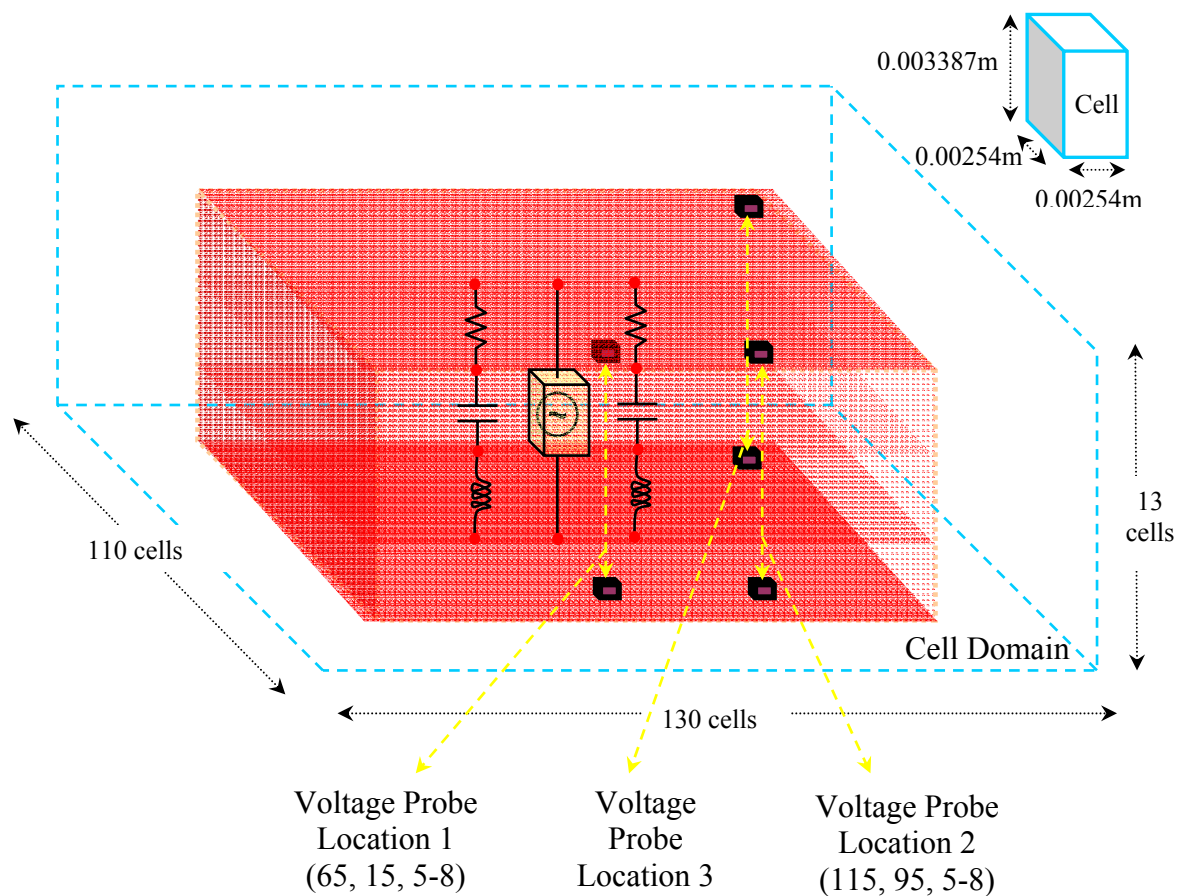 0.003387m
Cell
0.00254m
0.00254m
110 cells
13
cells
Cell Domain
130 cells
Voltage Probe
Location 1
(65, 15, 5-8)
Voltage
Probe
Location 3
Voltage Probe
Location 2
(115, 95, 5-8)